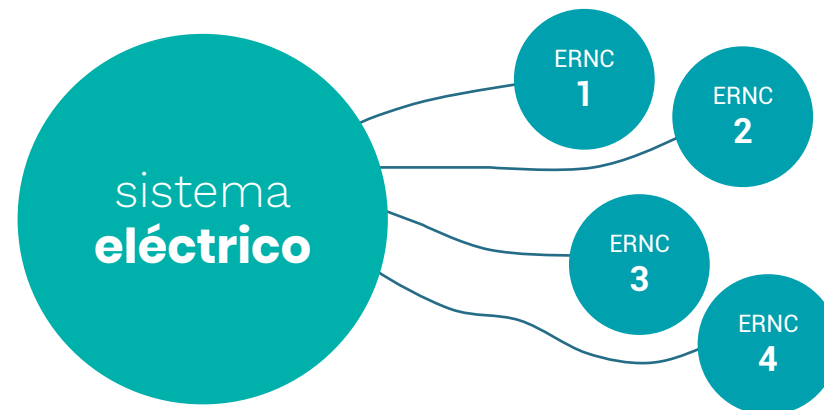 sistema
eléctrico
ERNC
1
ERNC
2
ERNC
3
ERNC
4